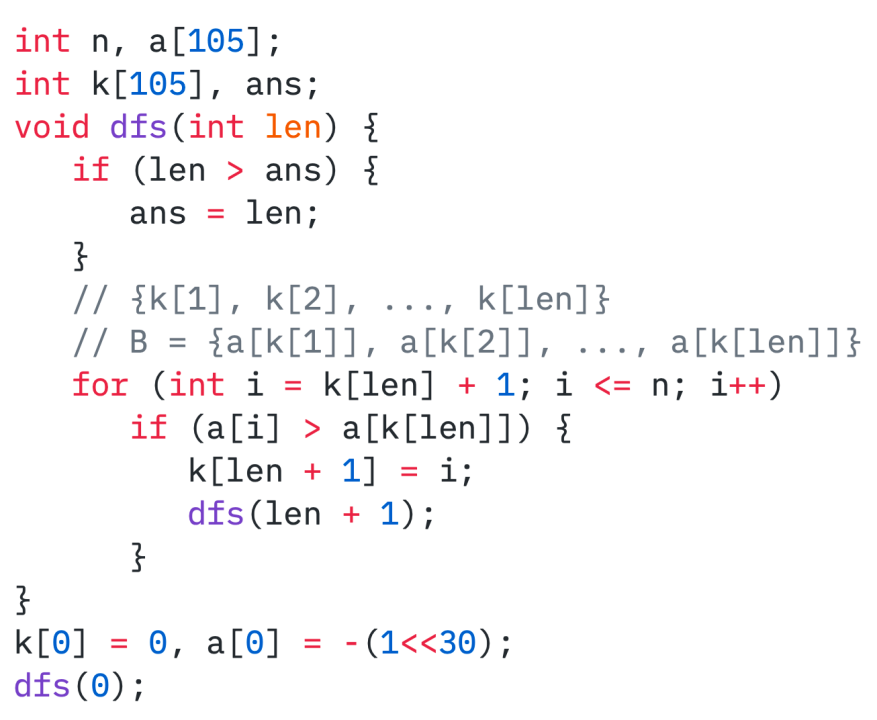 int n, a[105];
int k[105], ans;
void dfs(int len) {
   if (len > ans) {
      ans = len;
   }
   // {k[1], k[2], ..., k[len]}
   // B = {a[k[1]], a[k[2]], ..., a[k[len]]}
   for (int i = k[len] + 1; i <= n; i++)
      if (a[i] > a[k[len]]) {
         k[len + 1] = i;
         dfs(len + 1);
      }
}
k[0] = 0, a[0] = -(1<<30);
dfs(0);